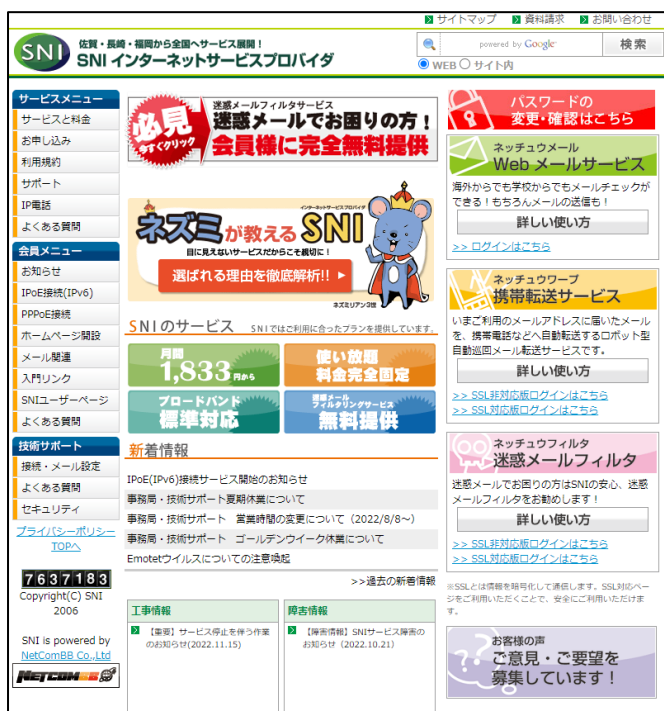 サイトマップ 資料請求 お問い合わせ
SNI
佐賀・長崎・福岡から全国へサービス展開！
SNI インターネットサービスプロバイダ
powered by Google 検索
WEB サイト内
サービスメニュー
サービスと料金
お申し込み
利用規約
サポート
IP電話
よくある質問
会員メニュー
お知らせ
IPoE接続(IPv6)
PPPoE接続
ホームページ開設
メール関連
入門リンク
SNIユーザーページ
よくある質問
技術サポート
接続・メール設定
よくある質問
セキュリティ
プライバシーポリシー
TOPへ
7637183
Copyright(C) SNI
2006
SNI is powered by
NetComBB Co.,Ltd
NETCOMBB
必見
今すぐクリック
迷惑メールフィルタサービス
迷惑メールでお困りの方！
会員様に完全無料提供
インターネットサービスプロバイダ
ネズミが教えるSNI
目に見えないサービスだからこそ親切に！
選ばれる理由を徹底解析!!
ネズミリアン3世
SNIのサービス SNIではご利用に合ったプランを提供しています。
月間
1,833円から
使い放題
料金完全固定
ブロードバンド
標準対応
迷惑メール
フィルタリングサービス
無料提供
新着情報
IPoE(IPv6)接続サービス開始のお知らせ
事務局・技術サポート夏期休業について
事務局・技術サポート 営業時間の変更について（2022/8/8～）
事務局・技術サポート ゴールデンウイーク休業について
Emotetウイルスについての注意喚起
>>過去の新着情報
工事情報
【重要】サービス停止を伴う作業
のお知らせ(2022.11.15)
障害情報
【障害情報】SNIサービス障害の
お知らせ（2022.10.21）
パスワードの
変更・確認はこちら
ネッチュウメール
Web メールサービス
海外からでも学校からでもメールチェックが
できる！もちろんメールの送信も！
詳しい使い方
>> ログインはこちら
ネッチュウワープ
携帯転送サービス
いまご利用のメールアドレスに届いたメール
を、携帯電話などへ自動転送するロボット型
自動巡回メール転送サービスです。
詳しい使い方
>> SSL非対応版ログインはこちら
>> SSL対応版ログインはこちら
ネッチュウフィルタ
迷惑メールフィルタ
迷惑メールでお困りの方はSNIの安心、迷惑
メールフィルタをお勧めします！
詳しい使い方
>> SSL非対応版ログインはこちら
>> SSL対応版ログインはこちら
※SSLとは情報を暗号化して通信します。SSL対応ペー
ジをご利用いただくことで、安全にご利用いただけま
す。
お客様の声
ご意見・ご要望を
募集しています！